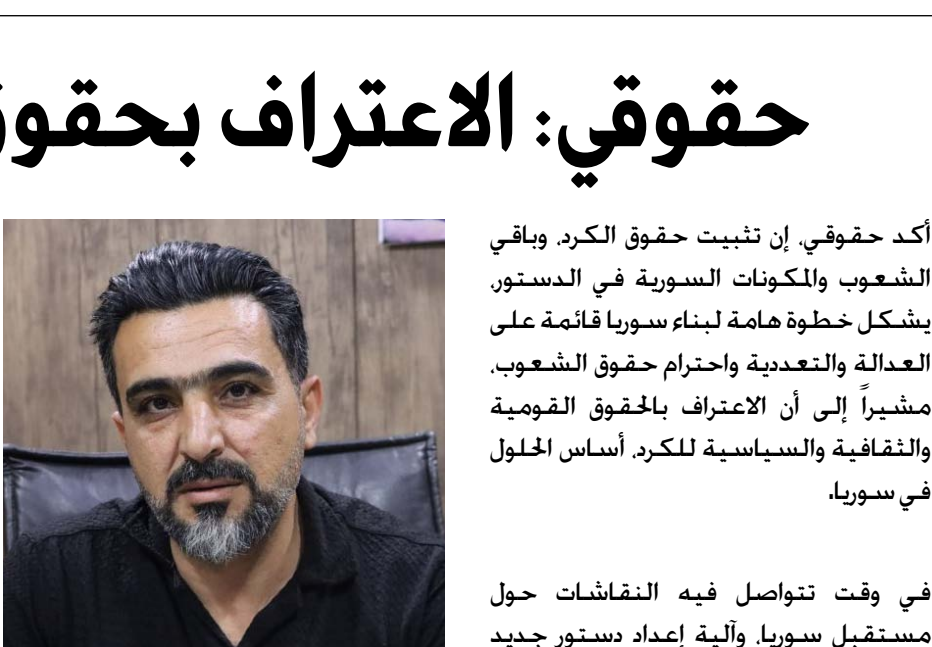 حقوقي: الاعتراف بحقو
أكد حقوقي، إن تثبيت حقوق الكرد، وباقي
الشعوب والمكونات السورية في الدستور،
يشكل خطوة هامة لبناء سوريا قائمة على
العدالة والتعددية واحترام حقوق الشعوب،
مشيراً إلى أن الاعتراف بالحقوق القومية
والثقافية والسياسية للكرد، أساس الحلول
في سوريا.
في وقت تتواصل فيه النقاشات حول
مستقبل سوريا، وآلية إعداد دستور جديد